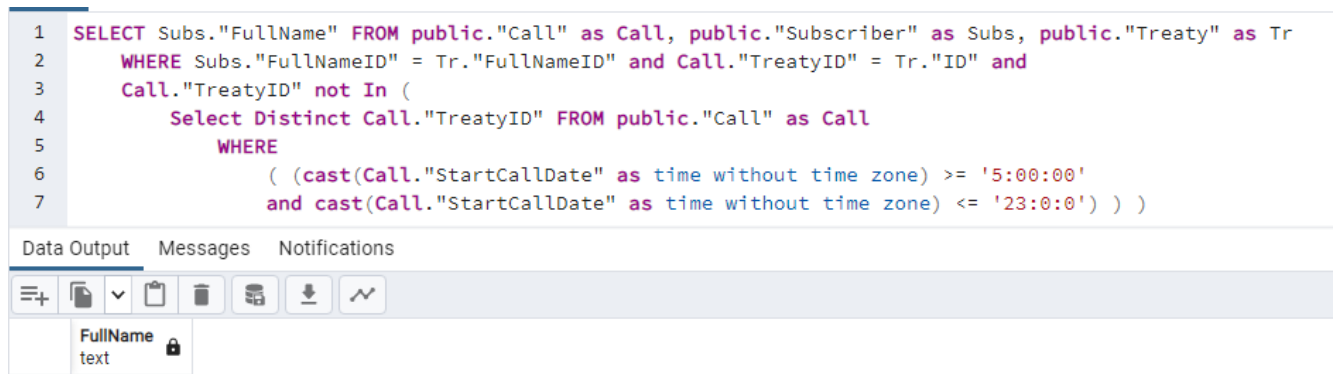 1 SELECT Subs."FullName" FROM public."Call" as Call, public."Subscriber" as Subs, public."Treaty" as Tr
2 WHERE Subs."FullNameID" = Tr."FullNameID" and Call."TreatyID" = Tr."ID" and
3 Call."TreatyID" not In (
4 Select Distinct Call."TreatyID" FROM public."Call" as Call
5 WHERE
6 ( (cast(Call."StartCallDate" as time without time zone) >= '5:00:00'
7 and cast(Call."StartCallDate" as time without time zone) <= '23:0:0') ) )
Data Output Messages Notifications
FullName
text